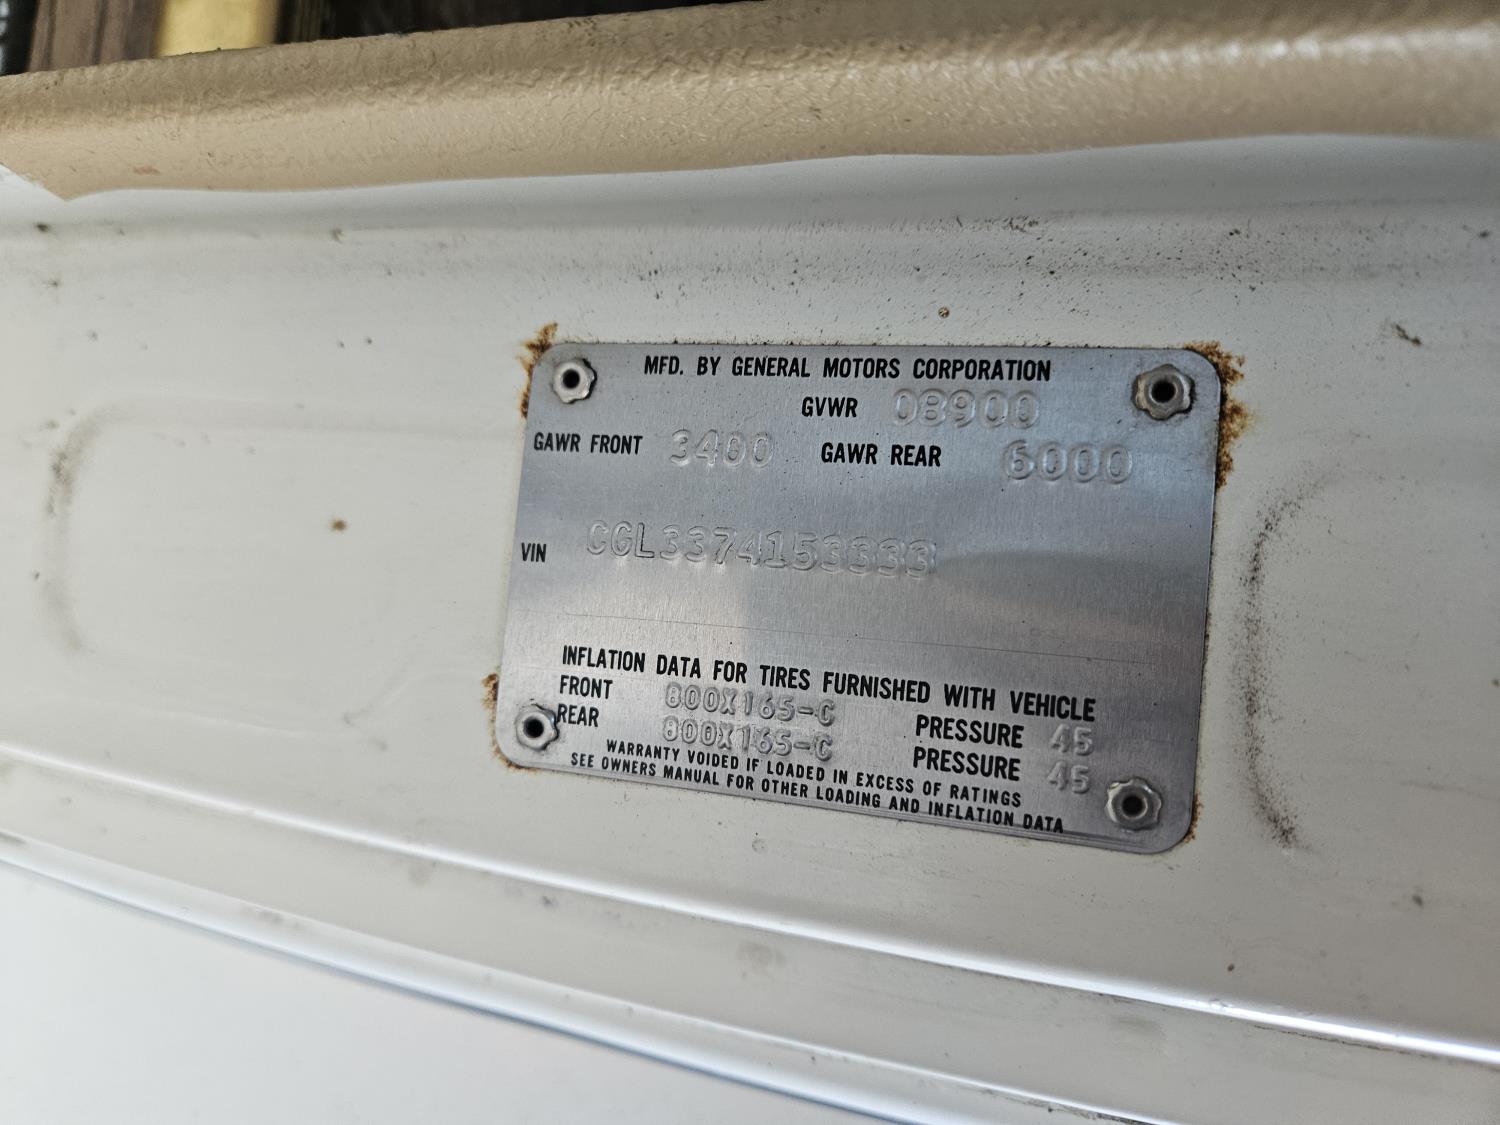 MFD. BY GENERAL MOTORS CORPORATION
GVWR 08900
GAWR FRONT 3400 GAWR REAR 6000
VIN CGL3374153333
INFLATION DATA FOR TIRES FURNISHED WITH VEHICLE
FRONT 800X165-C PRESSURE 45
REAR 800X165-C PRESSURE 45
WARRANTY VOIDED IF LOADED IN EXCESS OF RATINGS
SEE OWNERS MANUAL FOR OTHER LOADING AND INFLATION DATA